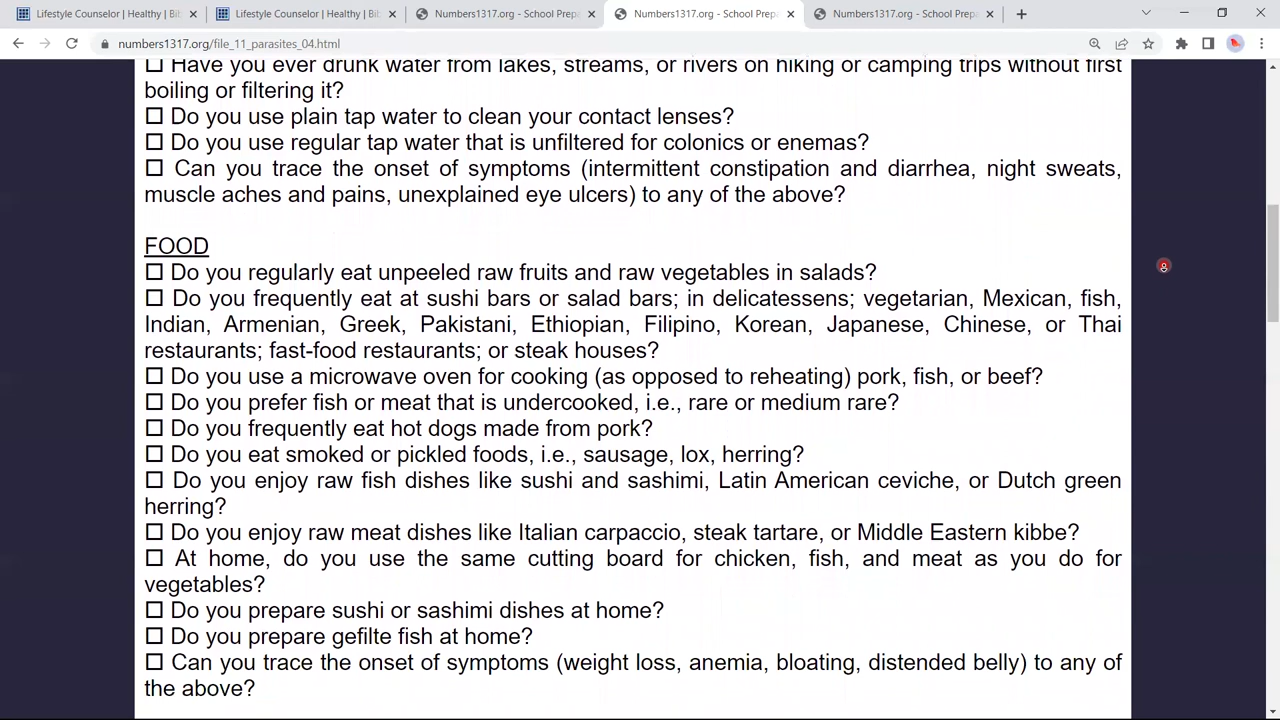 Lifestyle Counselor | Healthy | Bib
Lifestyle Counselor | Healthy | Bib
Numbers1317.org - School Prepa
Numbers1317.org - School Prepa
Numbers1317.org - School Prepa
numbers1317.org/file_11_parasites_04.html
☐ Have you ever drunk water from lakes, streams, or rivers on hiking or camping trips without first
boiling or filtering it?
☐ Do you use plain tap water to clean your contact lenses?
☐ Do you use regular tap water that is unfiltered for colonics or enemas?
☐ Can you trace the onset of symptoms (intermittent constipation and diarrhea, night sweats,
muscle aches and pains, unexplained eye ulcers) to any of the above?
FOOD
☐ Do you regularly eat unpeeled raw fruits and raw vegetables in salads?
☐ Do you frequently eat at sushi bars or salad bars; in delicatessens; vegetarian, Mexican, fish,
Indian, Armenian, Greek, Pakistani, Ethiopian, Filipino, Korean, Japanese, Chinese, or Thai
restaurants; fast-food restaurants; or steak houses?
☐ Do you use a microwave oven for cooking (as opposed to reheating) pork, fish, or beef?
☐ Do you prefer fish or meat that is undercooked, i.e., rare or medium rare?
☐ Do you frequently eat hot dogs made from pork?
☐ Do you eat smoked or pickled foods, i.e., sausage, lox, herring?
☐ Do you enjoy raw fish dishes like sushi and sashimi, Latin American ceviche, or Dutch green
herring?
☐ Do you enjoy raw meat dishes like Italian carpaccio, steak tartare, or Middle Eastern kibbe?
☐ At home, do you use the same cutting board for chicken, fish, and meat as you do for
vegetables?
☐ Do you prepare sushi or sashimi dishes at home?
☐ Do you prepare gefilte fish at home?
☐ Can you trace the onset of symptoms (weight loss, anemia, bloating, distended belly) to any of
the above?